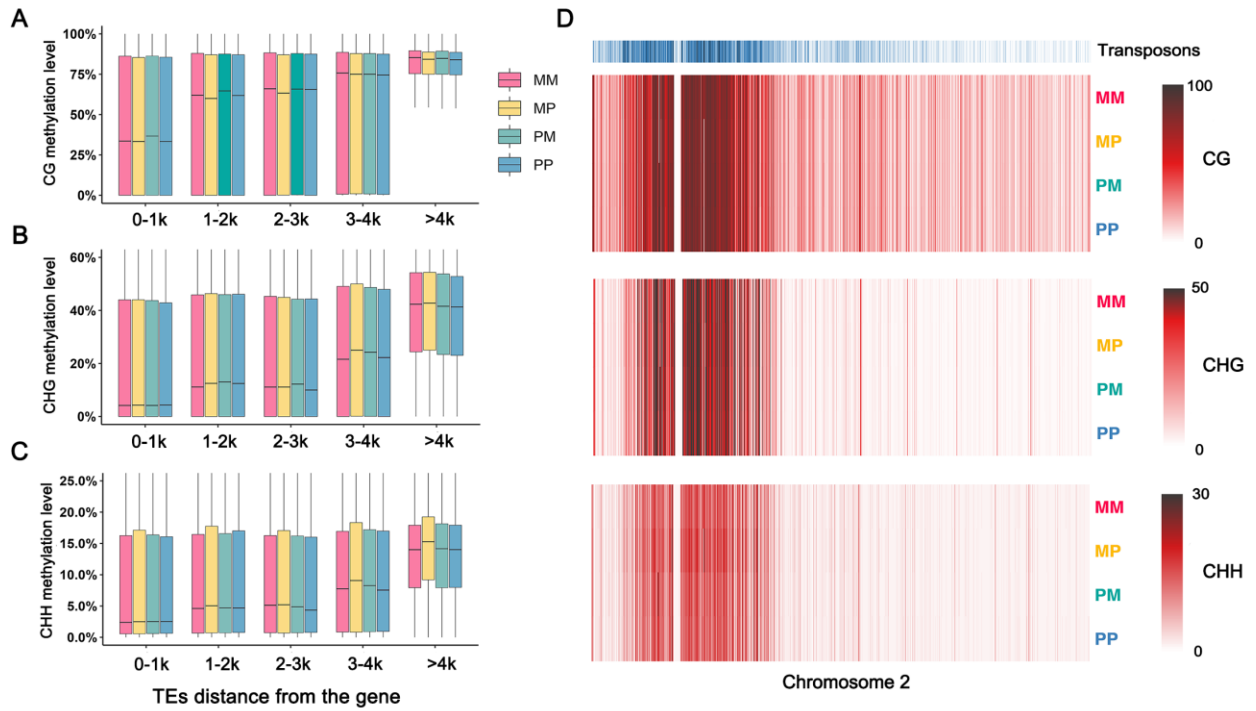 A
CG methylation level
100%
75%
50%
25%
0%
0-1k 1-2k 2-3k 3-4k >4k
MM
MP
PM
PP
B
CHG methylation level
60%
40%
20%
0%
0-1k 1-2k 2-3k 3-4k >4k
C
CHH methylation level
25.0%
20.0%
15.0%
10.0%
5.0%
0.0%
0-1k 1-2k 2-3k 3-4k >4k
TEs distance from the gene
D
Transposons
MM
MP
PM
PP
100
CG
0
MM
MP
PM
PP
50
CHG
0
MM
MP
PM
PP
30
CHH
0
Chromosome 2